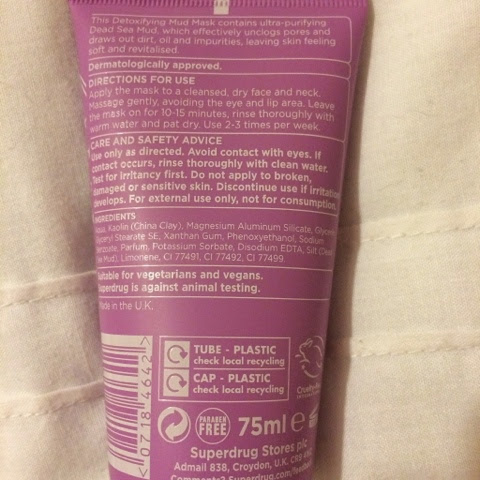 This Detoxifying Mud Mask contains ultra-purifying
Dead Sea Mud, which effectively unclogs pores and
draws out dirt, oil and impurities, leaving skin feeling
soft and revitalised.
Dermatologically approved.
DIRECTIONS FOR USE
Apply the mask to a cleansed, dry face and neck.
Massage gently, avoiding the eye and lip area. Leave
the mask on for 10-15 minutes, rinse thoroughly with
warm water and pat dry. Use 2-3 times per week.
CARE AND SAFETY ADVICE
Use only as directed. Avoid contact with eyes. If
contact occurs, rinse thoroughly with clean water.
Test for irritancy first. Do not apply to broken,
damaged or sensitive skin. Discontinue use if irritation
develops. For external use only, not for consumption.
INGREDIENTS
Kaolin (China Clay), Magnesium Aluminum Silicate,
Stearate SE, Xanthan Gum, Phenoxyethanol, Sodium
Parfum, Potassium Sorbate, Disodium EDTA, Silt
Mud), Limonene, CI 77491, CI 77492, CI 77499
Suitable for vegetarians and vegans.
Superdrug is against animal testing.
Made in the U.K.
TUBE - PLASTIC
check local recycling
CAP - PLASTIC
check local recycling
PARABEN
FREE
75ml e
<0718 4642>
Superdrug Stores plc
Admail 838, Croydon, U.K. CR9
Comments?